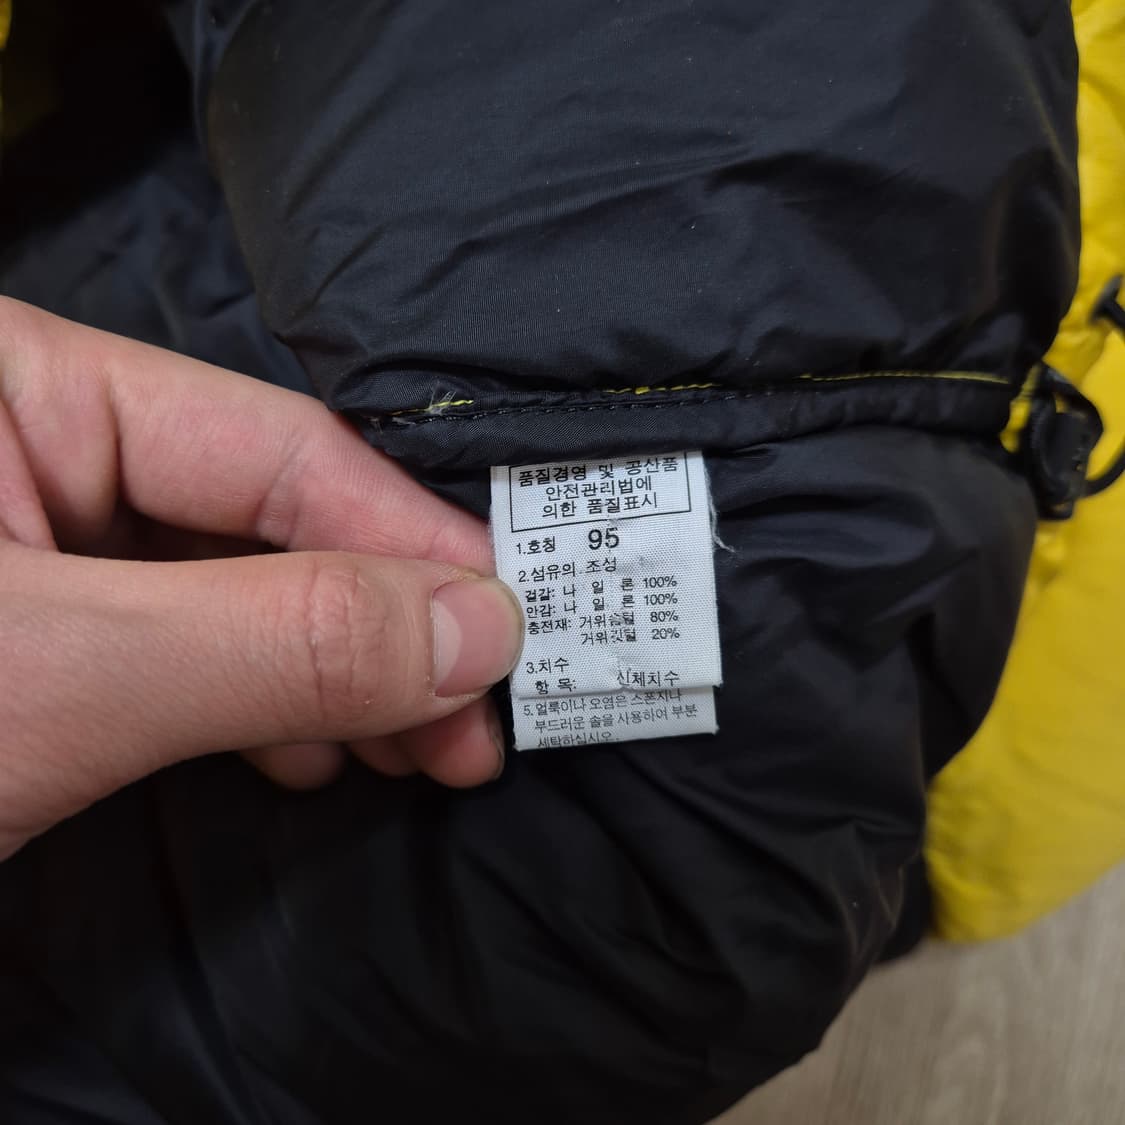 품질경영 및 공산품
안전관리법에
의한 품질표시
1.호칭 95
2.섬유의 조성
겉감: 나 일 론 100%
안감: 나 일 론 100%
충전재: 거위솜털 80%
거위깃털 20%
3.치수
항 목: 신체치수
5.얼룩이나 오염은 스폰지나
부드러운 솔을 사용하여 부분
세탁하십시오.